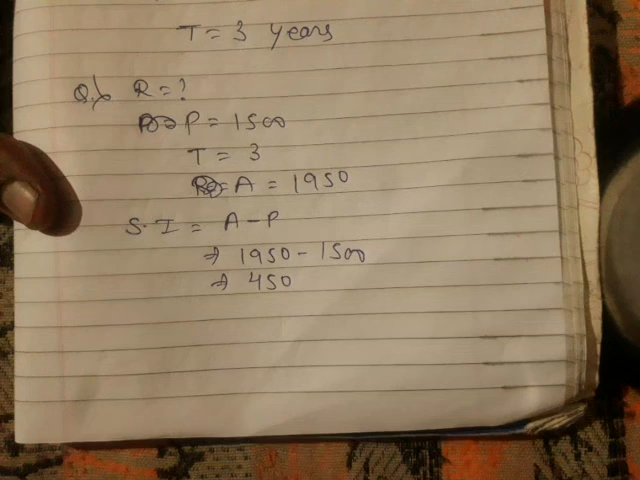 T = 3 years
R = ?
P = 1500
T = 3
A = 1950
S.I = A - P
⇒ 1950 - 1500
⇒ 450